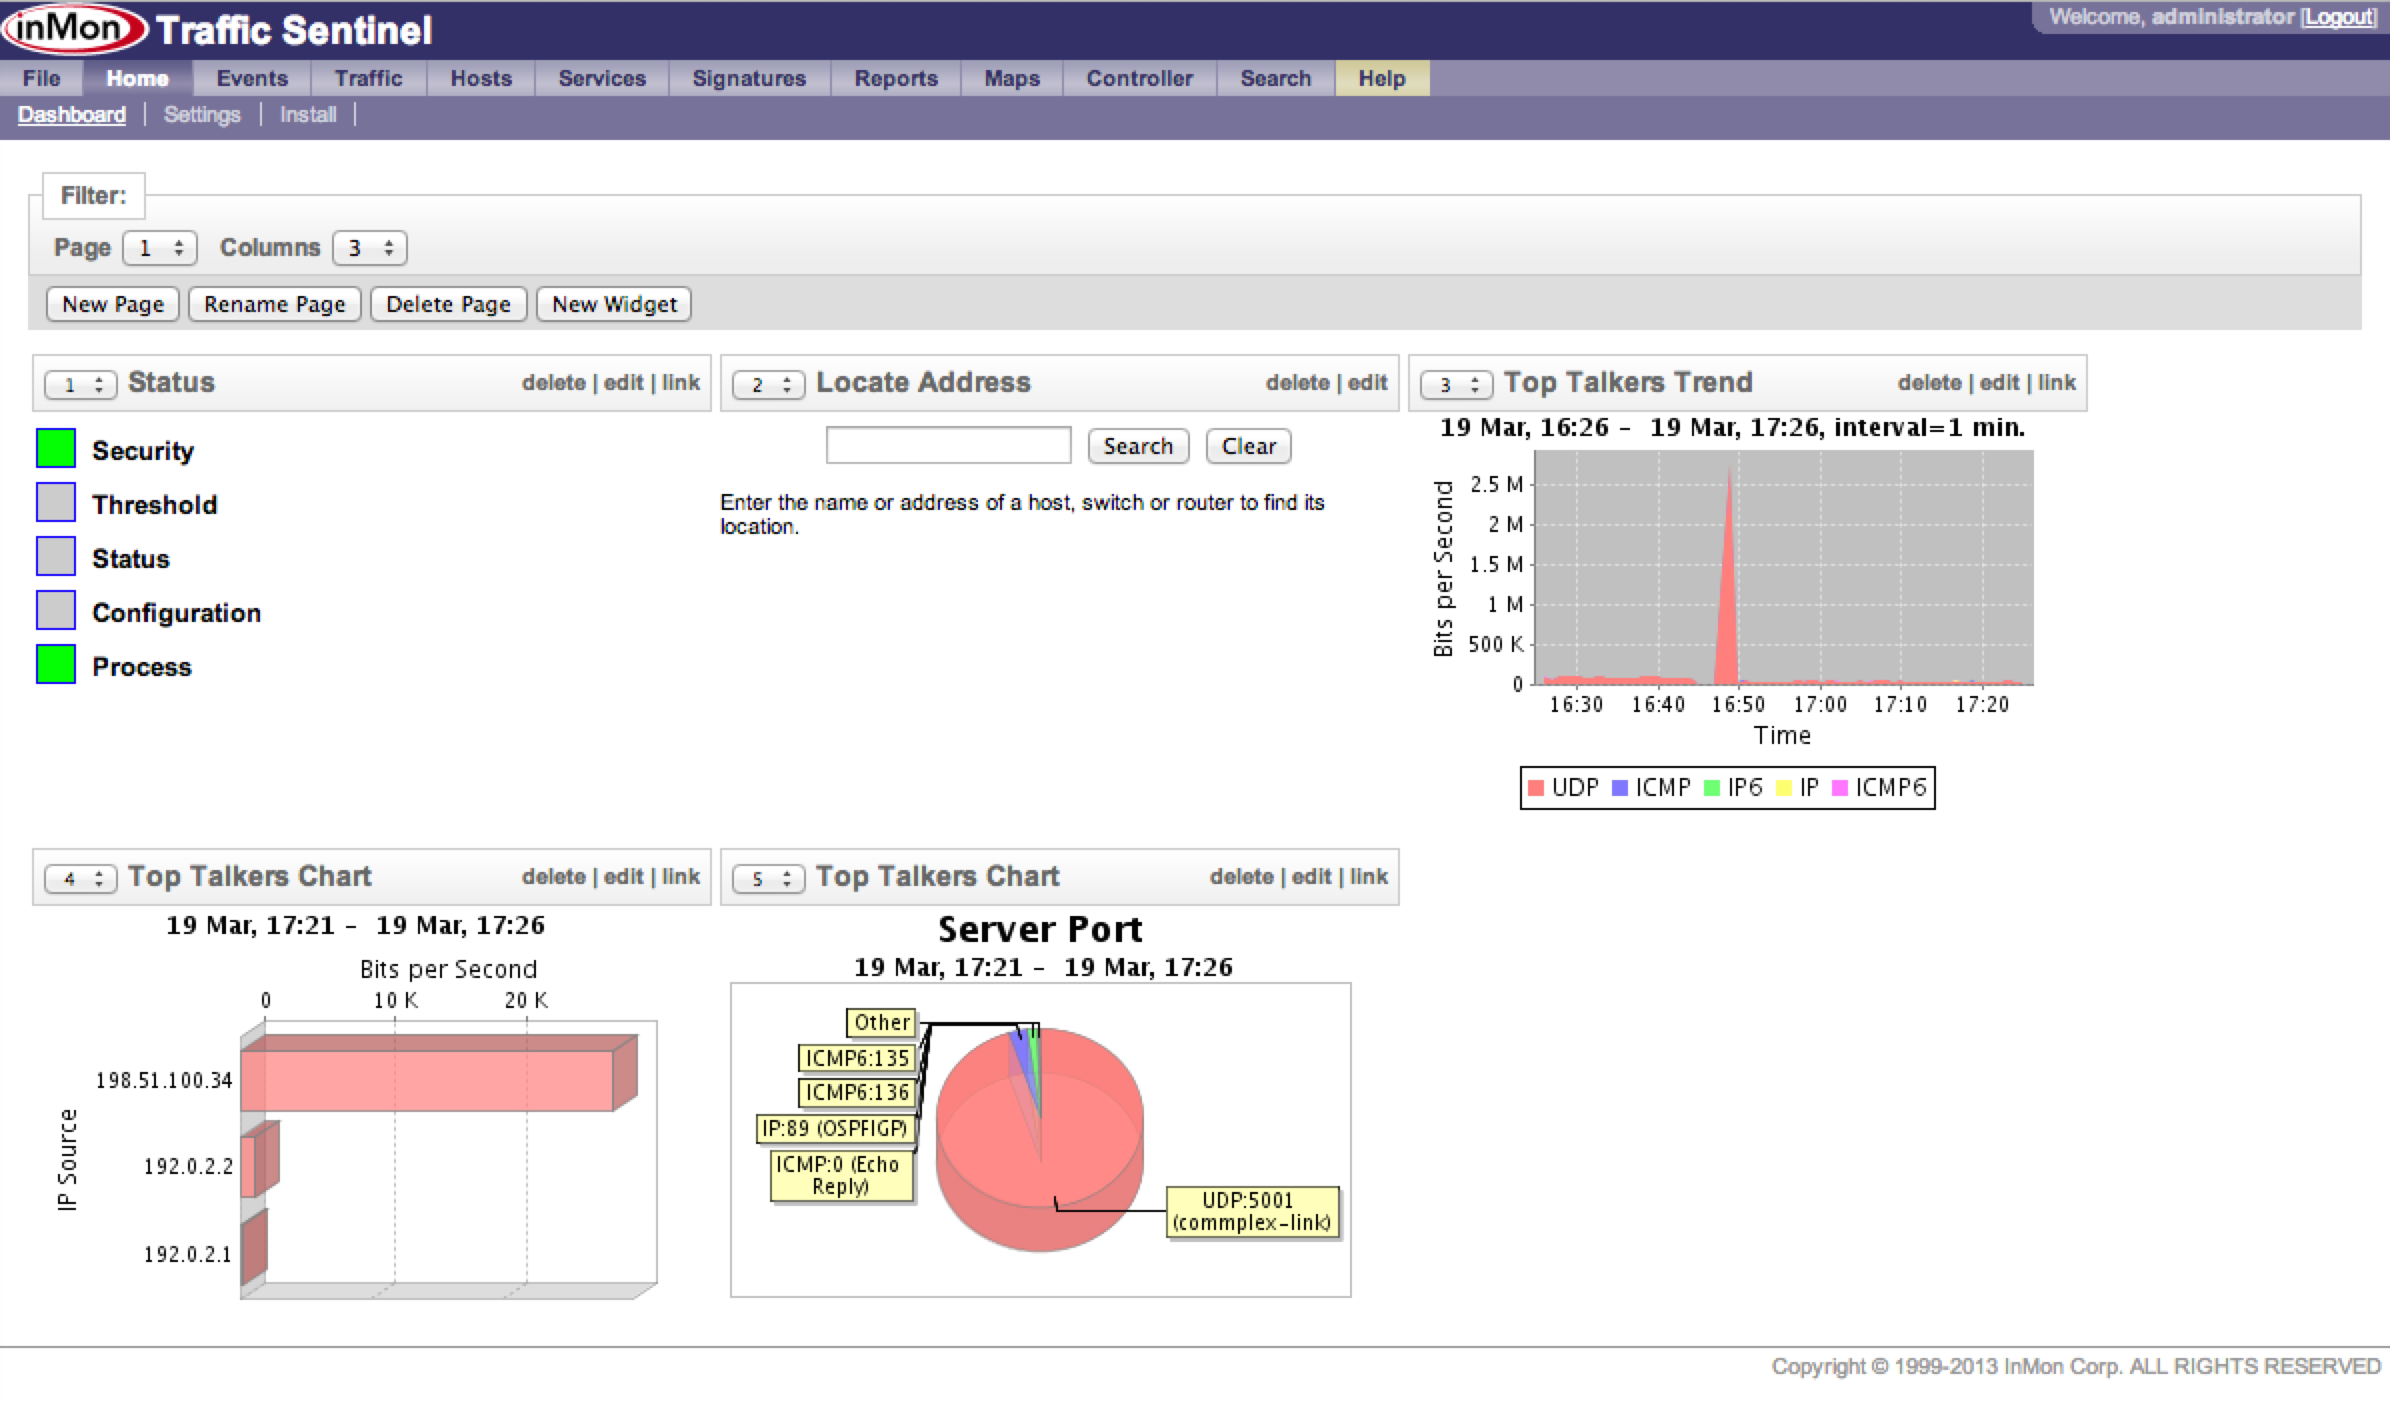 inMon Traffic Sentinel
Welcome, administrator [Logout]
File Home Events Traffic Hosts Services Signatures Reports Maps Controller Search Help
Dashboard | Settings | Install |
Filter:
Page 1 Columns 3
New Page Rename Page Delete Page New Widget
1 Status delete | edit | link
Security
Threshold
Status
Configuration
Process
2 Locate Address delete | edit
Search Clear
Enter the name or address of a host, switch or router to find its
location.
3 Top Talkers Trend delete | edit | link
19 Mar, 16:26 - 19 Mar, 17:26, interval=1 min.
Bits per Second
2.5 M
2 M
1.5 M
1 M
500 K
0
16:30 16:40 16:50 17:00 17:10 17:20
Time
UDP ICMP IP6 IP ICMP6
4 Top Talkers Chart delete | edit | link
19 Mar, 17:21 - 19 Mar, 17:26
Bits per Second
0 10 K 20 K
IP Source
198.51.100.34
192.0.2.2
192.0.2.1
5 Top Talkers Chart delete | edit | link
Server Port
19 Mar, 17:21 - 19 Mar, 17:26
Other
ICMP6:135
ICMP6:136
IP:89 (OSPFIGP)
ICMP:0 (Echo
Reply)
UDP:5001
(commplex-link)
Copyright © 1999-2013 InMon Corp. ALL RIGHTS RESERVED